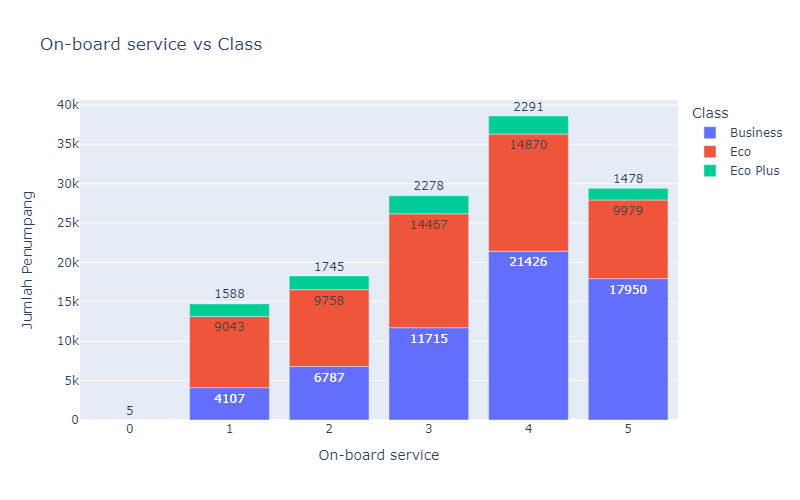 On-board service vs Class
Class
Business
Eco
Eco Plus
Jumlah Penumpang
40k
35k
30k
25k
20k
15k
10k
5k
0
5
1588
9043
4107
1745
9758
6787
2278
14467
11715
2291
14870
21426
1478
9979
17950
0 1 2 3 4 5
On-board service